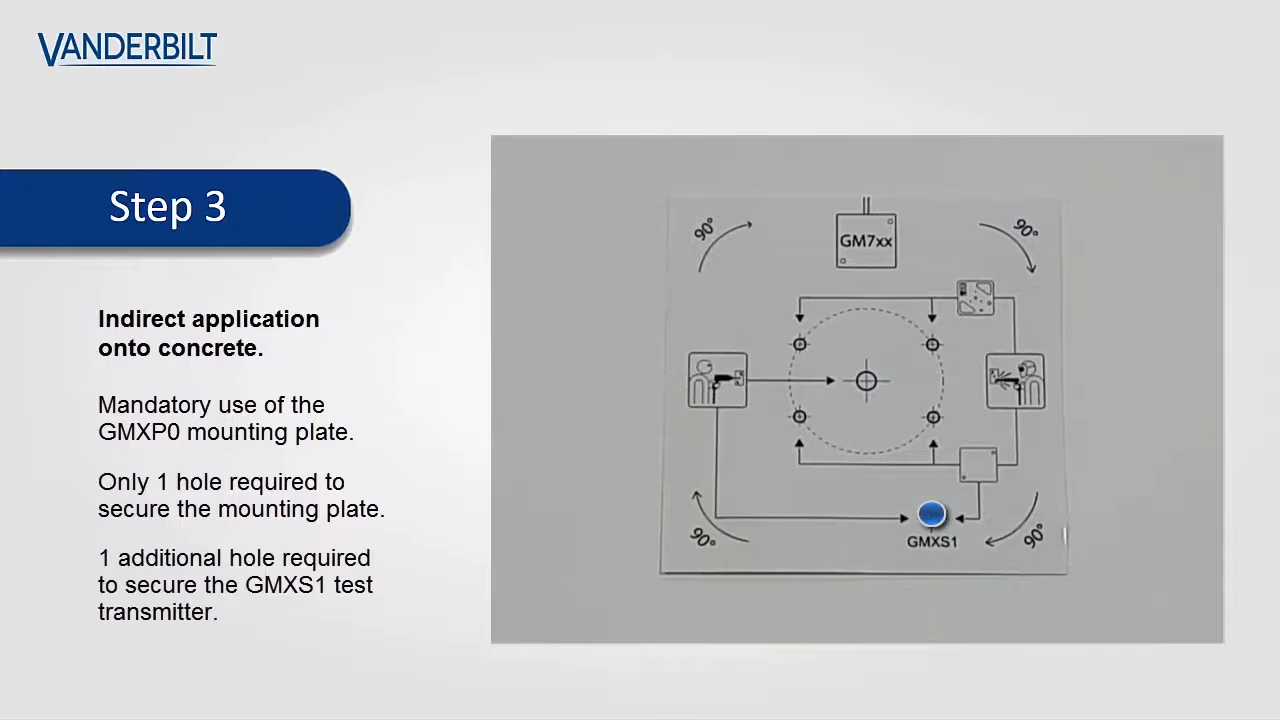 VANDERBILT
Step 3
Indirect application
onto concrete.
Mandatory use of the
GMXP0 mounting plate.
Only 1 hole required to
secure the mounting plate.
1 additional hole required
to secure the GMXS1 test
transmitter.
90°
GM7xx
90°
90°
GMXS1
90°